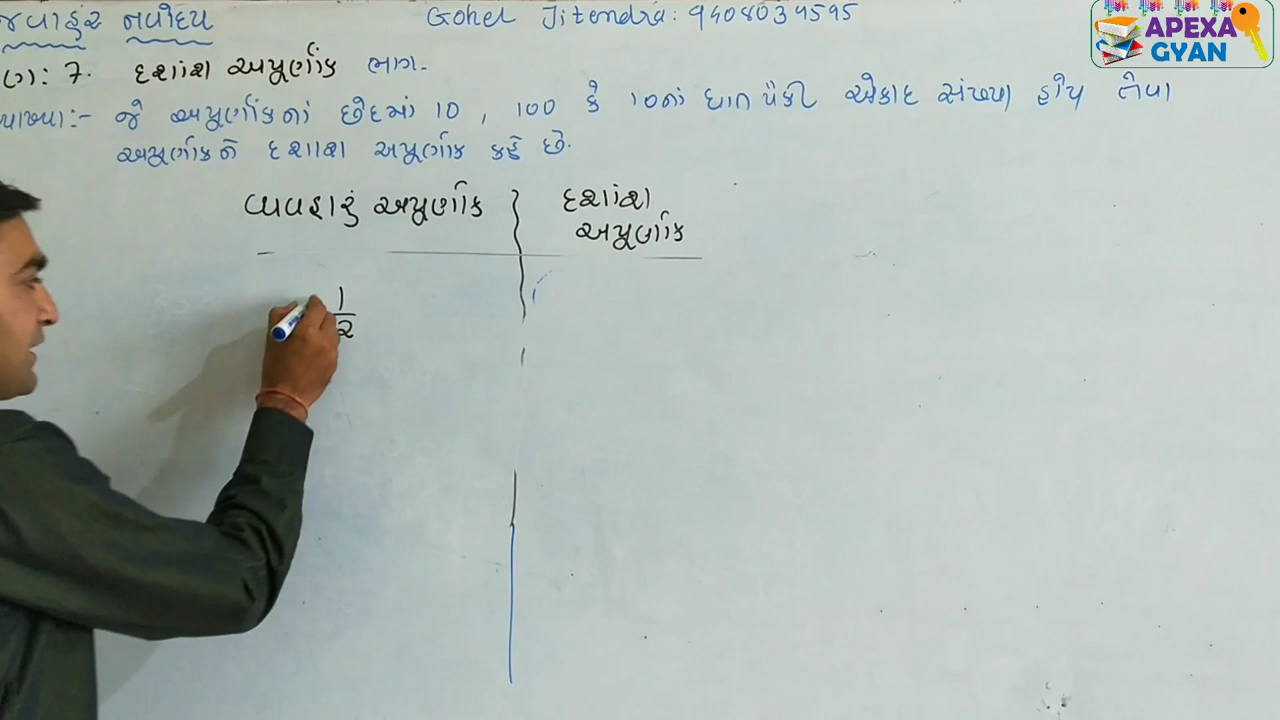 જવાહર નવોદય
Gohel Jitendra: 9408034595
APEXA
GYAN
7. દશાંશ અપૂર્ણાંક ભાગ-
જે અપૂર્ણાંકનાં છેદમાં 10, 100 કે 10નાં ઘાત પૈકી એકાદ સંખ્યા હોય તેવા
અપૂર્ણાંકને દશાંશ અપૂર્ણાંક કહે છે.
વ્યવહારું અપૂર્ણાંક
દશાંશ
અપૂર્ણાંક
1
2